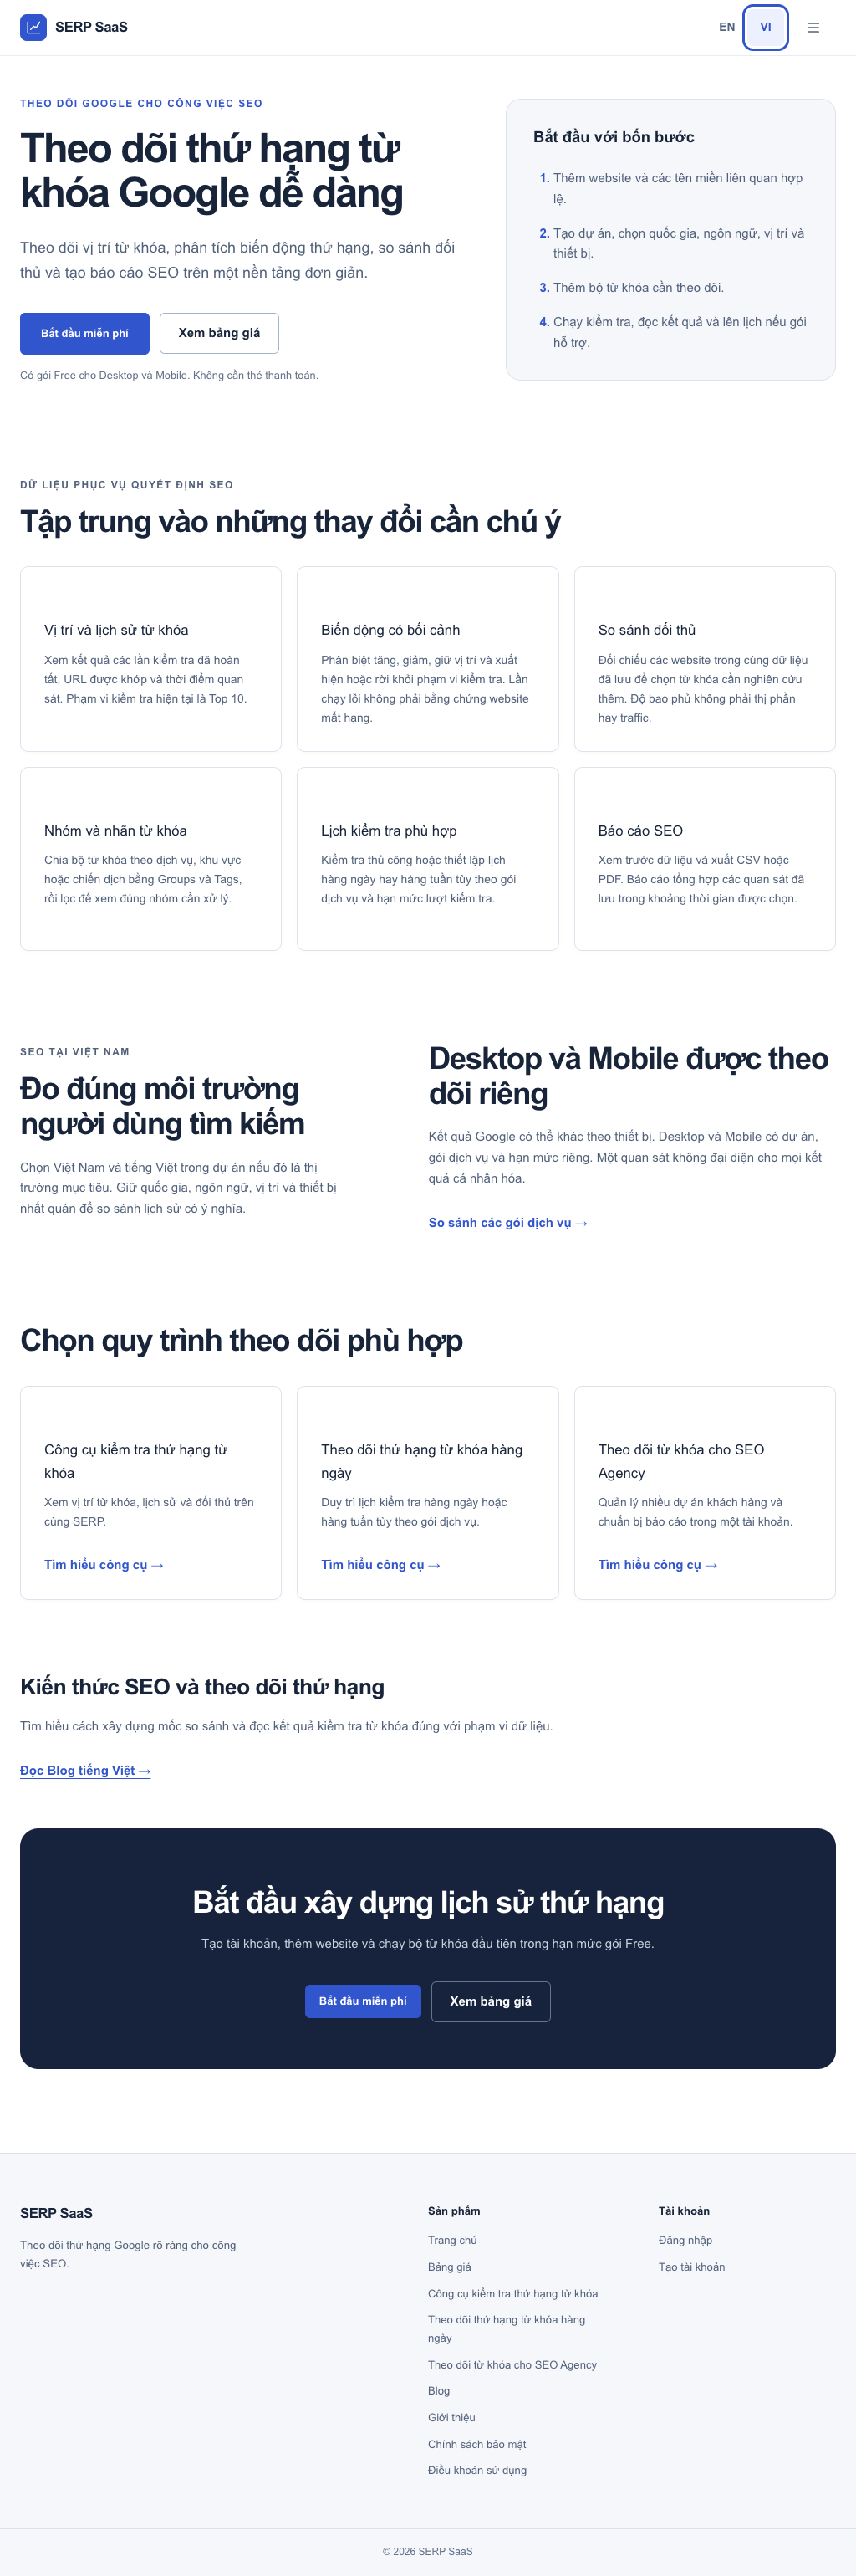 SERP SaaS
EN
VI
THEO DÕI GOOGLE CHO CÔNG VIỆC SEO
Theo dõi thứ hạng từ
khóa Google dễ dàng
Theo dõi vị trí từ khóa, phân tích biến động thứ hạng, so sánh đối
thủ và tạo báo cáo SEO trên một nền tảng đơn giản.
Bắt đầu miễn phí
Xem bảng giá
Có gói Free cho Desktop và Mobile. Không cần thẻ thanh toán.
Bắt đầu với bốn bước
1. Thêm website và các tên miền liên quan hợp
lệ.
2. Tạo dự án, chọn quốc gia, ngôn ngữ, vị trí và
thiết bị.
3. Thêm bộ từ khóa cần theo dõi.
4. Chạy kiểm tra, đọc kết quả và lên lịch nếu gói
hỗ trợ.
DỮ LIỆU PHỤC VỤ QUYẾT ĐỊNH SEO
Tập trung vào những thay đổi cần chú ý
Vị trí và lịch sử từ khóa
Xem kết quả các lần kiểm tra đã hoàn
tất, URL được khớp và thời điểm quan
sát. Phạm vi kiểm tra hiện tại là Top 10.
Biến động có bối cảnh
Phân biệt tăng, giảm, giữ vị trí và xuất
hiện hoặc rời khỏi phạm vi kiểm tra. Lần
chạy lỗi không phải bằng chứng website
mất hạng.
So sánh đối thủ
Đối chiếu các website trong cùng dữ liệu
đã lưu để chọn từ khóa cần nghiên cứu
thêm. Độ bao phủ không phải thị phần
hay traffic.
Nhóm và nhãn từ khóa
Chia bộ từ khóa theo dịch vụ, khu vực
hoặc chiến dịch bằng Groups và Tags,
rồi lọc để xem đúng nhóm cần xử lý.
Lịch kiểm tra phù hợp
Kiểm tra thủ công hoặc thiết lập lịch
hàng ngày hay hàng tuần tùy theo gói
dịch vụ và hạn mức lượt kiểm tra.
Báo cáo SEO
Xem trước dữ liệu và xuất CSV hoặc
PDF. Báo cáo tổng hợp các quan sát đã
lưu trong khoảng thời gian được chọn.
SEO TẠI VIỆT NAM
Đo đúng môi trường
người dùng tìm kiếm
Chọn Việt Nam và tiếng Việt trong dự án nếu đó là thị
trường mục tiêu. Giữ quốc gia, ngôn ngữ, vị trí và thiết bị
nhất quán để so sánh lịch sử có ý nghĩa.
Desktop và Mobile được theo
dõi riêng
Kết quả Google có thể khác theo thiết bị. Desktop và Mobile có dự án,
gói dịch vụ và hạn mức riêng. Một quan sát không đại diện cho mọi kết
quả cá nhân hóa.
So sánh các gói dịch vụ →
Chọn quy trình theo dõi phù hợp
Công cụ kiểm tra thứ hạng từ
khóa
Xem vị trí từ khóa, lịch sử và đối thủ trên
cùng SERP.
Tìm hiểu công cụ →
Theo dõi thứ hạng từ khóa hàng
ngày
Duy trì lịch kiểm tra hàng ngày hoặc
hàng tuần tùy theo gói dịch vụ.
Tìm hiểu công cụ →
Theo dõi từ khóa cho SEO
Agency
Quản lý nhiều dự án khách hàng và
chuẩn bị báo cáo trong một tài khoản.
Tìm hiểu công cụ →
Kiến thức SEO và theo dõi thứ hạng
Tìm hiểu cách xây dựng mốc so sánh và đọc kết quả kiểm tra từ khóa đúng với phạm vi dữ liệu.
Đọc Blog tiếng Việt →
Bắt đầu xây dựng lịch sử thứ hạng
Tạo tài khoản, thêm website và chạy bộ từ khóa đầu tiên trong hạn mức gói Free.
Bắt đầu miễn phí
Xem bảng giá
SERP SaaS
Theo dõi thứ hạng Google rõ ràng cho công
việc SEO.
Sản phẩm
Trang chủ
Bảng giá
Công cụ kiểm tra thứ hạng từ khóa
Theo dõi thứ hạng từ khóa hàng
ngày
Theo dõi từ khóa cho SEO Agency
Blog
Giới thiệu
Chính sách bảo mật
Điều khoản sử dụng
Tài khoản
Đăng nhập
Tạo tài khoản
© 2026 SERP SaaS